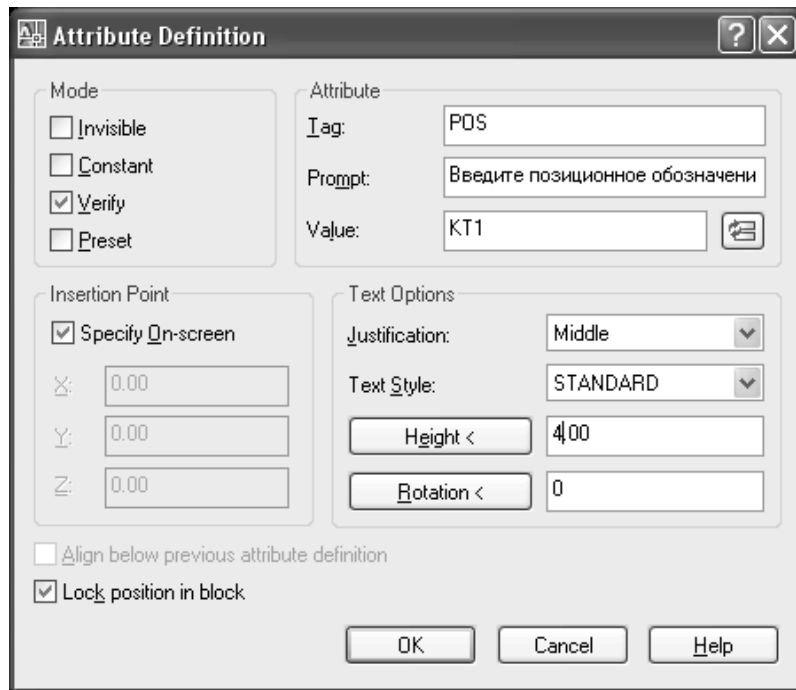 Attribute Definition
Mode
Invisible
Constant
Verify
Preset
Attribute
Tag: POS
Prompt: Введите позиционное обозначени
Value: KT1
Insertion Point
Specify On-screen
X: 0.00
Y: 0.00
Z: 0.00
Text Options
Justification: Middle
Text Style: STANDARD
Height < 4.00
Rotation < 0
Align below previous attribute definition
Lock position in block
OK Cancel Help